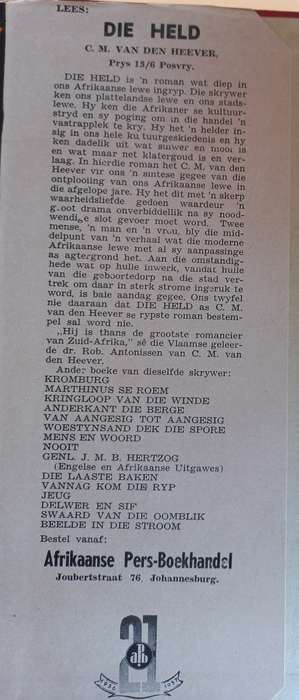 LEES:
DIE HELD
C. M. VAN DEN HEEVER,
Prys 13/6 Posvry.
DIE HELD is 'n roman wat diep in
ons Afrikaanse lewe ingryp. Die skrywer
ken ons plattelandse lewe en ons stads-
lewe. Hy ken die Afrikaner se kultuur-
stryd en sy poging om in die handel 'n
vastrapplek te kry. Hy het 'n helder in-
sig in ons hele kultuurgeskiedenis en hy
ken dadelik uit wat suiwer en mooi is
en wat maar net klatergoud is en ver-
laag. In hierdie roman het C. M. van den
Heever vir ons 'n sintese gegee van die
ontplooiing van ons Afrikaanse lewe in
die afgelope jare. Hy het dit met 'n skerp
waarheidsliefde gedoen waardeur 'n
groot drama onverbiddelik na sy nood-
wendige slot gevoer moet word. Twee
mense, 'n man en 'n vrou, bly die mid-
delpunt van 'n verhaal wat die moderne
Afrikaanse lewe met al sy aanpassinge
as agtergrond het. Aan die omstandig-
hede wat op hulle inwerk, vandat hulle
van die geboortedorp na die stad ver-
trek om daar in sterk strome ingeruk te
word, is baie aandag gegee. Ons twyfel
nie daaraan dat DIE HELD as C. M.
van den Heever se rypste roman bestem-
pel sal word nie.
„Hij is thans de grootste romancier
van Zuid-Afrika," sê die Vlaamse geleer-
de dr. Rob. Antonissen van C. M. van
den Heever.
Ander boeke van dieselfde skrywer:
KROMBURG
MARTHINUS SE ROEM
KRINGLOOP VAN DIE WINDE
ANDERKANT DIE BERGE
VAN AANGESIG TOT AANGESIG
WOESTYNSAND DEK DIE SPORE
MENS EN WOORD
NOOIT
GENL. J. M. B. HERTZOG
(Engelse en Afrikaanse Uitgawes)
DIE LAASTE BAKEN
VANNAG KOM DIE RYP
JEUG
DELWER EN SIF
SWAARD VAN DIE OOMBLIK
BEELDE IN DIE STROOM
Bestel vanaf:
Afrikaanse Pers-Boekhandel
Joubertstraat 76, Johannesburg.
21
1936 1957